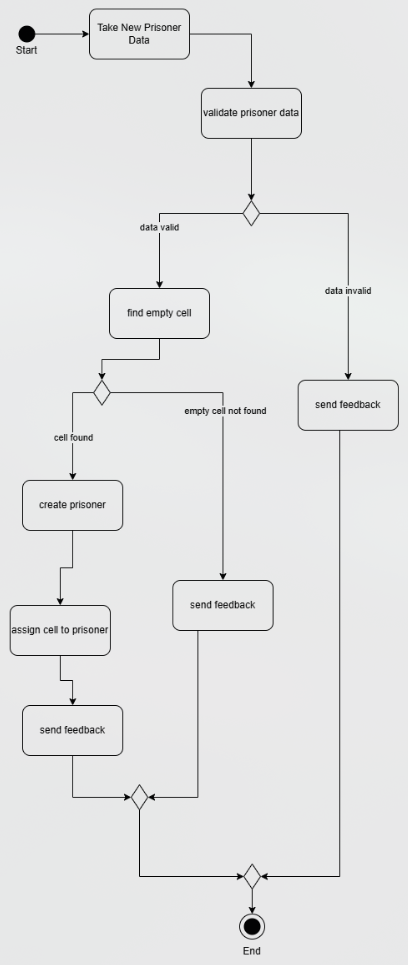 Take New Prisoner
Data
Start
validate prisoner data
data valid
data invalid
find empty cell
send feedback
empty cell not found
cell found
create prisoner
send feedback
assign cell to prisoner
send feedback
End